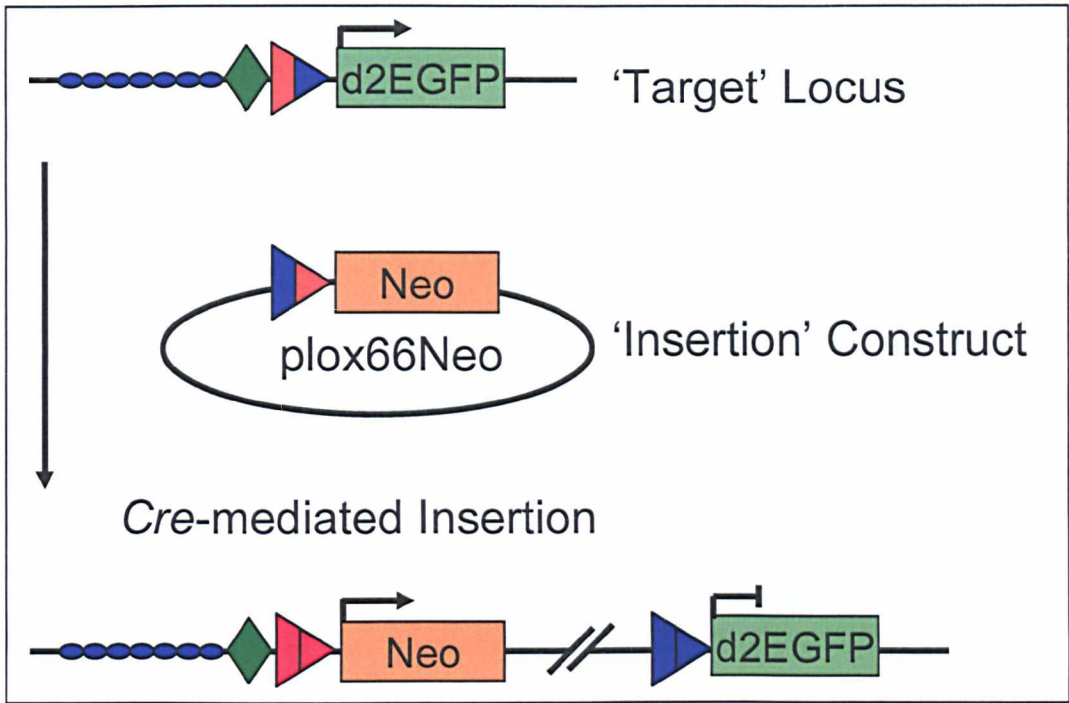 d2EGFP
'Target' Locus
Neo
plox66Neo
'Insertion' Construct
Cre-mediated Insertion
Neo
d2EGFP